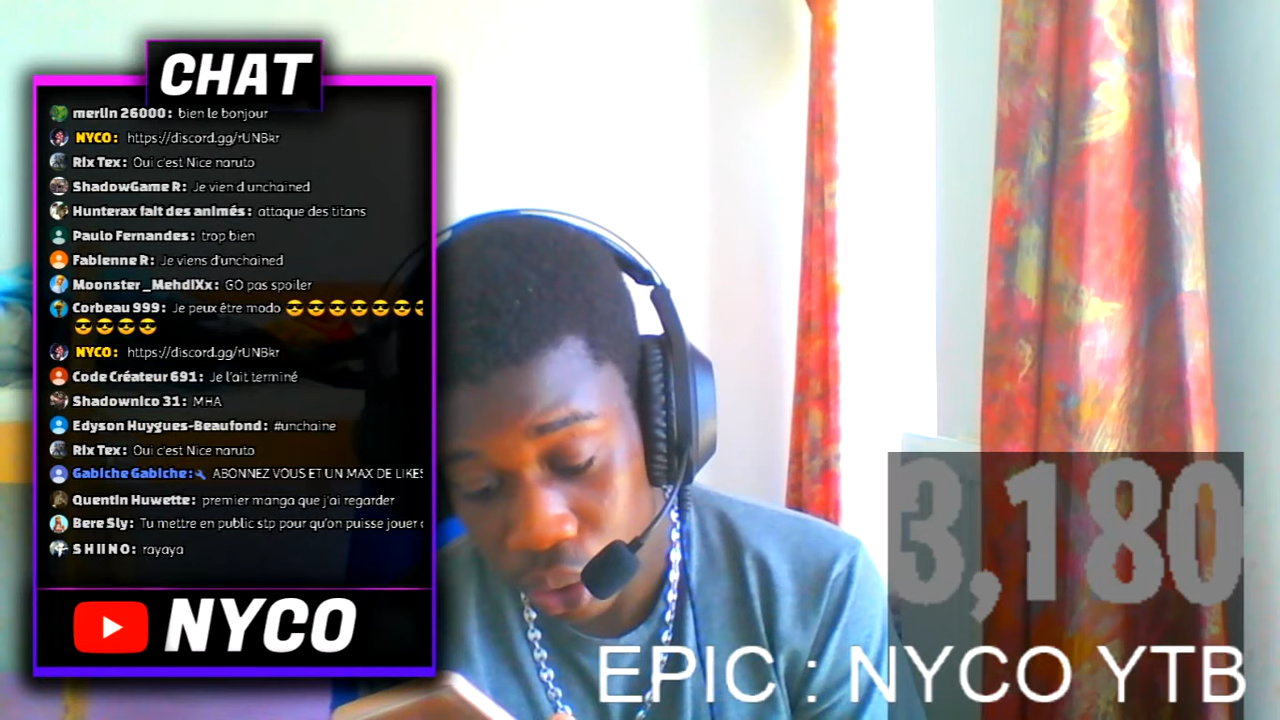 CHAT
merlin 26000: bien le bonjour
NYCO: https://discord.gg/rUNBkr
Rix Tex: Oui c'est Nice naruto
ShadowGame R: Je vien d unchained
Hunterax fait des animés: attaque des titans
Paulo Fernandes: trop bien
Fabienne R: Je viens d'unchained
Moonster_MehdiXx: GO pas spoiler
Corbeau 999: Je peux être modo 😎😎😎😎😎😎😎
😎😎😎😎
NYCO: https://discord.gg/rUNBkr
Code Créateur 691: Je l'ait terminé
Shadownico 31: MHA
Edyson Huygues-Beaufond: #unchaine
Rix Tex: Oui c'est Nice naruto
Gabiche Gabiche: ABONNEZ VOUS ET UN MAX DE LIKES
Quentin Huwette: premier manga que j'ai regarder
Bere Sly: Tu mettre en public stp pour qu'on puisse jouer
S H I I N O: rayaya
NYCO
3,180
EPIC : NYCO YTB